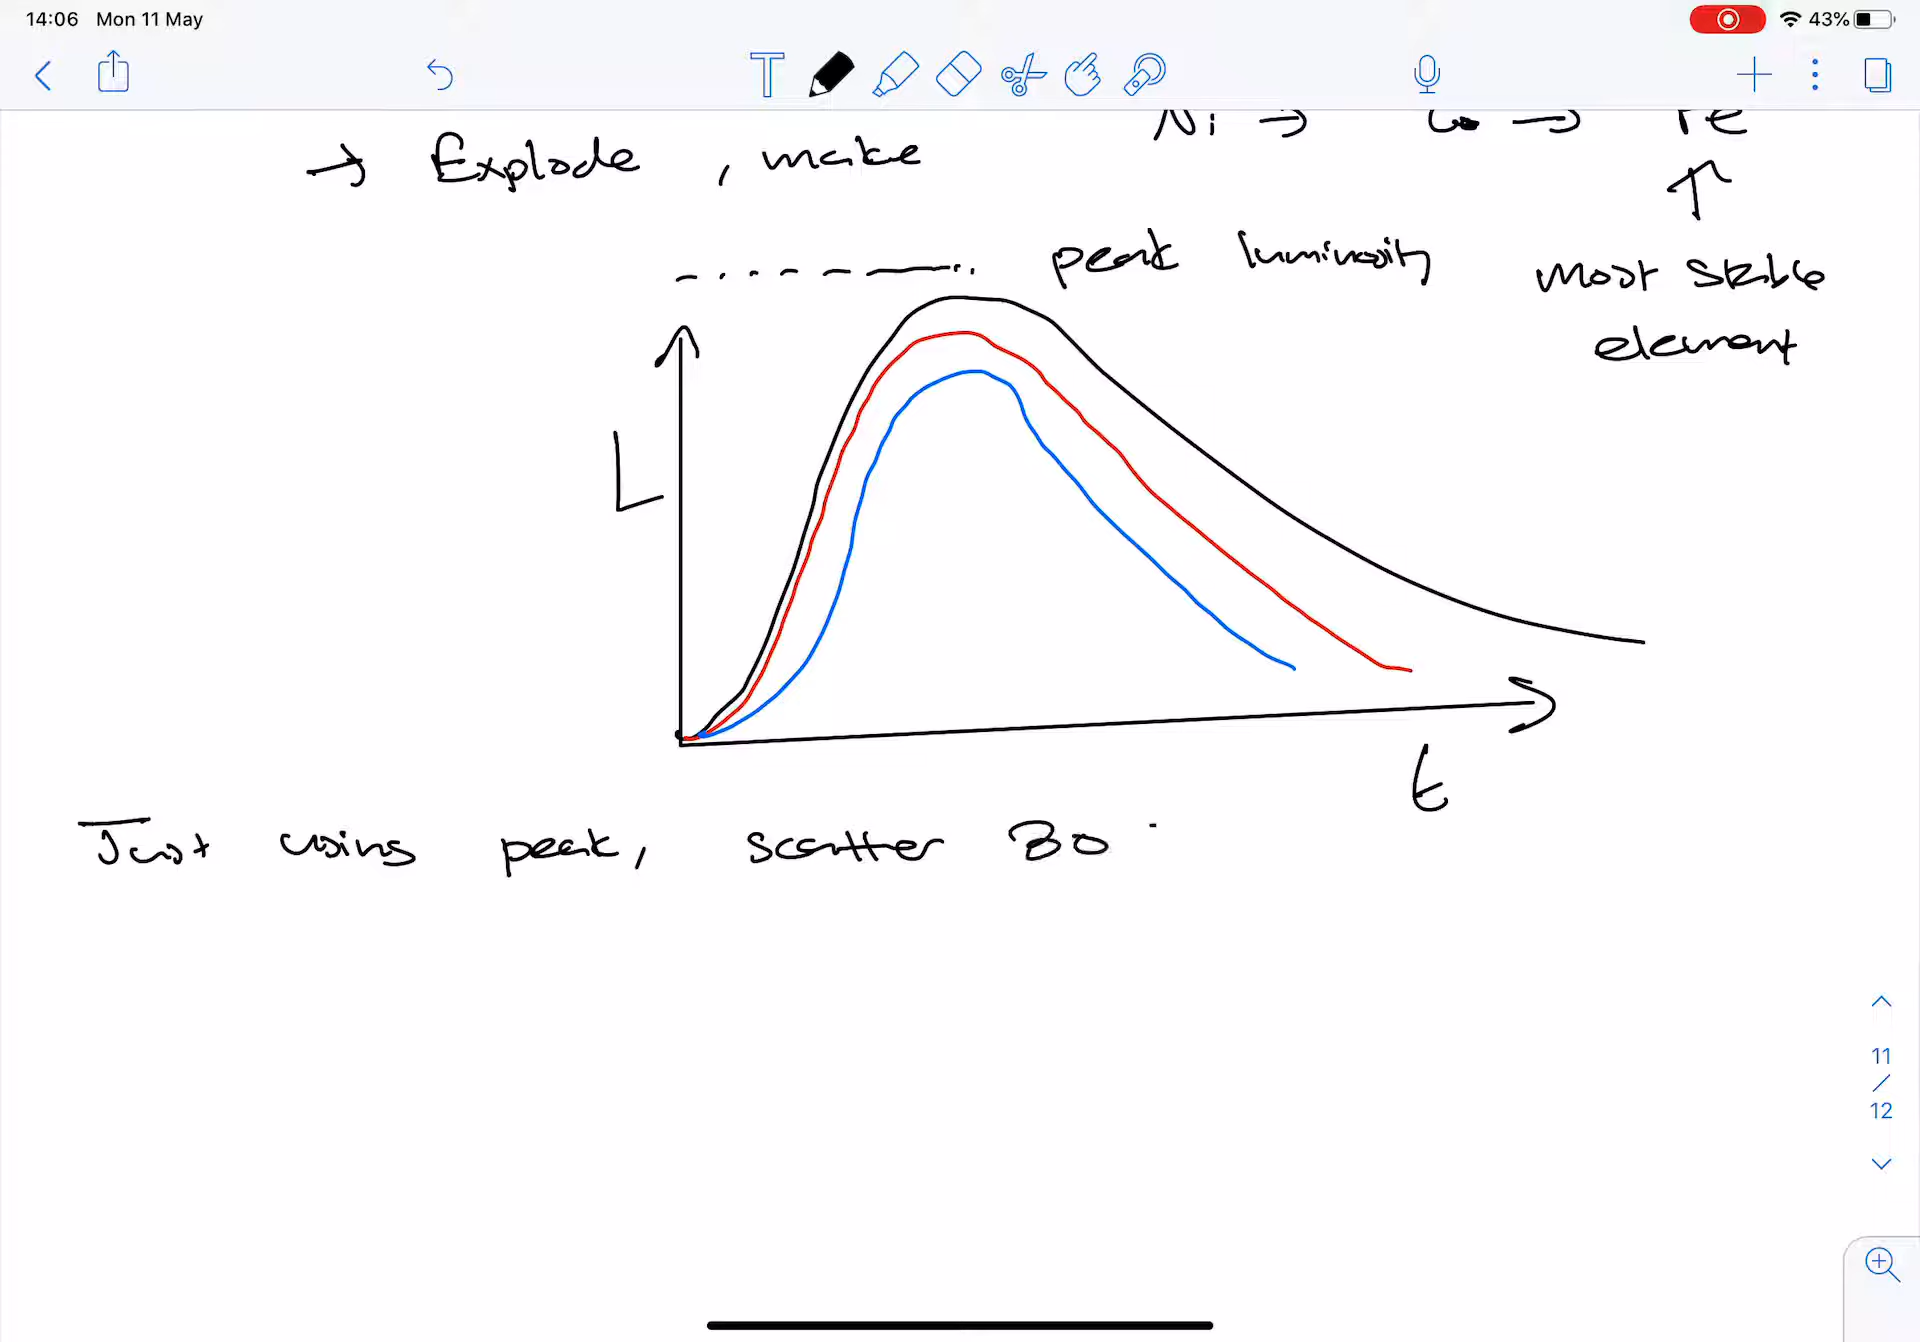 14:06 Mon 11 May 43%
Ni → Co → Fe
→ Explode, make
peak luminosity
most stable
element
L
t
Just using peak, scatter 30
11
/
12